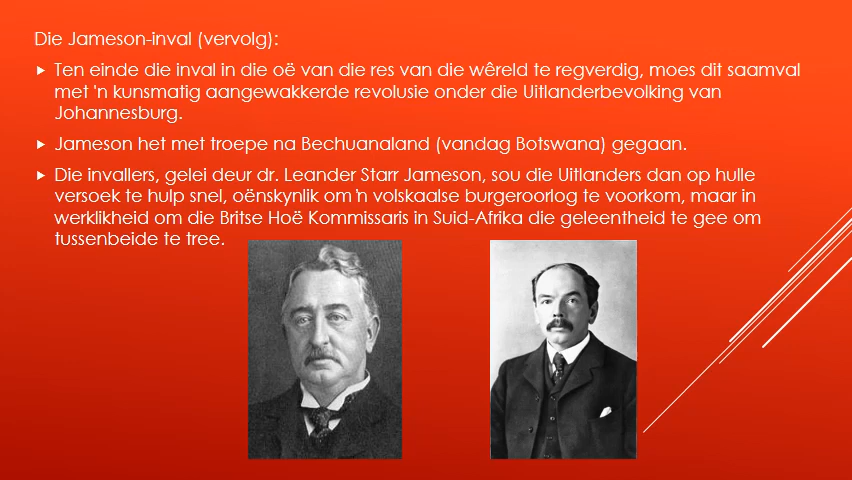 Die Jameson-inval (vervolg):
Ten einde die inval in die oë van die res van die wêreld te regverdig, moes dit saamval
met 'n kunsmatig aangewakkerde revolusie onder die Uitlanderbevolking van
Johannesburg.
Jameson het met troepe na Bechuanaland (vandag Botswana) gegaan.
Die invallers, gelei deur dr. Leander Starr Jameson, sou die Uitlanders dan op hulle
versoek te hulp snel, oënskynlik om 'n volskaalse burgeroorlog te voorkom, maar in
werklikheid om die Britse Hoë Kommissaris in Suid-Afrika die geleentheid te gee om
tussenbeide te tree.